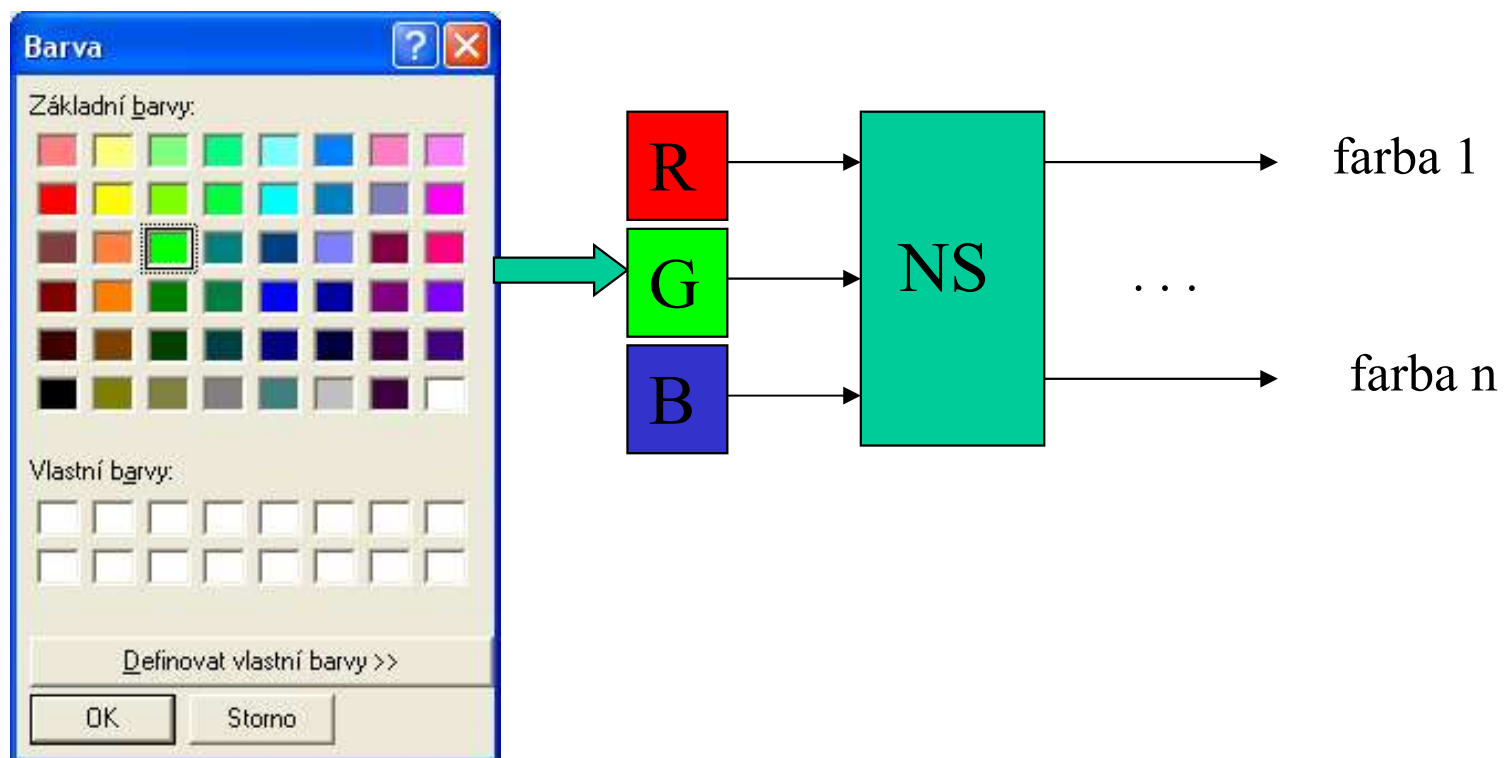 Barva
Základní barvy:
Vlastní barvy:
Definovat vlastní barvy >>
OK Storno
R
G
B
NS
farba 1
. . .
farba n